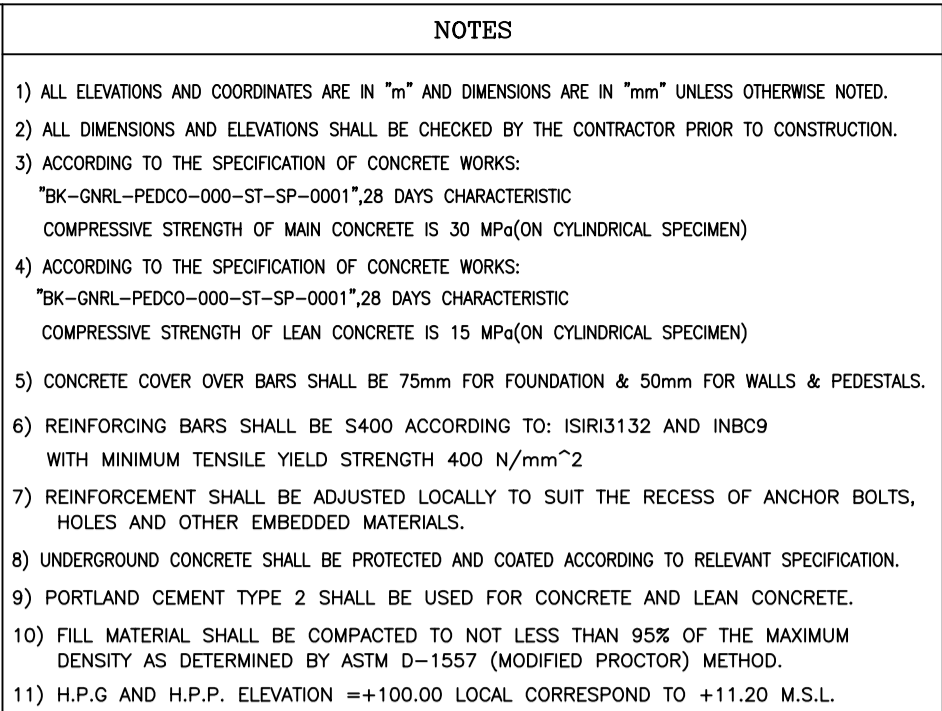 NOTES
1) ALL ELEVATIONS AND COORDINATES ARE IN "m" AND DIMENSIONS ARE IN "mm" UNLESS OTHERWISE NOTED.
2) ALL DIMENSIONS AND ELEVATIONS SHALL BE CHECKED BY THE CONTRACTOR PRIOR TO CONSTRUCTION.
3) ACCORDING TO THE SPECIFICATION OF CONCRETE WORKS:
"BK-GNRL-PEDCO-000-ST-SP-0001",28 DAYS CHARACTERISTIC
COMPRESSIVE STRENGTH OF MAIN CONCRETE IS 30 MPa(ON CYLINDRICAL SPECIMEN)
4) ACCORDING TO THE SPECIFICATION OF CONCRETE WORKS:
"BK-GNRL-PEDCO-000-ST-SP-0001",28 DAYS CHARACTERISTIC
COMPRESSIVE STRENGTH OF LEAN CONCRETE IS 15 MPa(ON CYLINDRICAL SPECIMEN)
5) CONCRETE COVER OVER BARS SHALL BE 75mm FOR FOUNDATION & 50mm FOR WALLS & PEDESTALS.
6) REINFORCING BARS SHALL BE S400 ACCORDING TO: ISIRI3132 AND INBC9
WITH MINIMUM TENSILE YIELD STRENGTH 400 N/mm^2
7) REINFORCEMENT SHALL BE ADJUSTED LOCALLY TO SUIT THE RECESS OF ANCHOR BOLTS,
HOLES AND OTHER EMBEDDED MATERIALS.
8) UNDERGROUND CONCRETE SHALL BE PROTECTED AND COATED ACCORDING TO RELEVANT SPECIFICATION.
9) PORTLAND CEMENT TYPE 2 SHALL BE USED FOR CONCRETE AND LEAN CONCRETE.
10) FILL MATERIAL SHALL BE COMPACTED TO NOT LESS THAN 95% OF THE MAXIMUM
DENSITY AS DETERMINED BY ASTM D-1557 (MODIFIED PROCTOR) METHOD.
11) H.P.G AND H.P.P. ELEVATION =+100.00 LOCAL CORRESPOND TO +11.20 M.S.L.